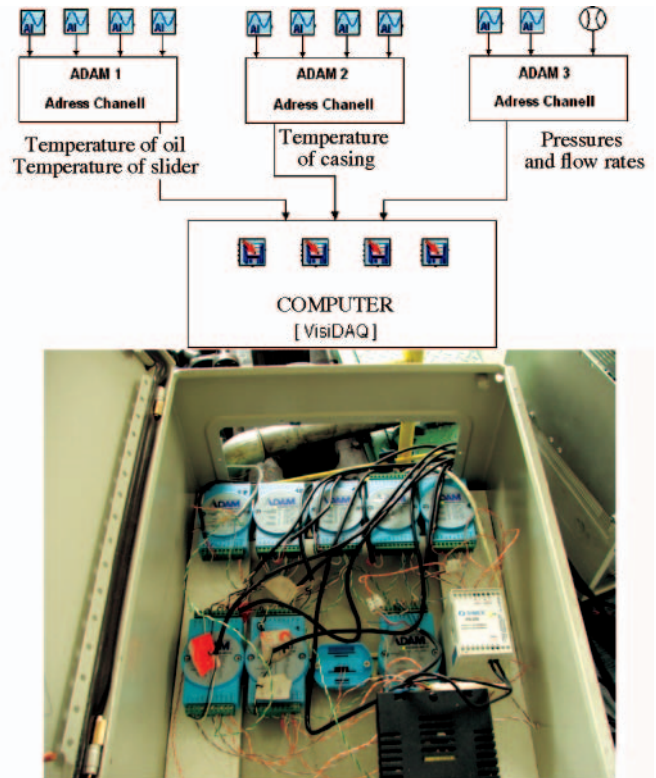 AI AI AI AI
AI AI AI AI
AI AI
ADAM 1
Adress Chanell
ADAM 2
Adress Chanell
ADAM 3
Adress Chanell
Temperature of oil
Temperature of slider
Temperature
of casing
Pressures
and flow rates
COMPUTER
[VisiDAQ]
ADAM
ADAM
ADAM
ADAM
ADAM